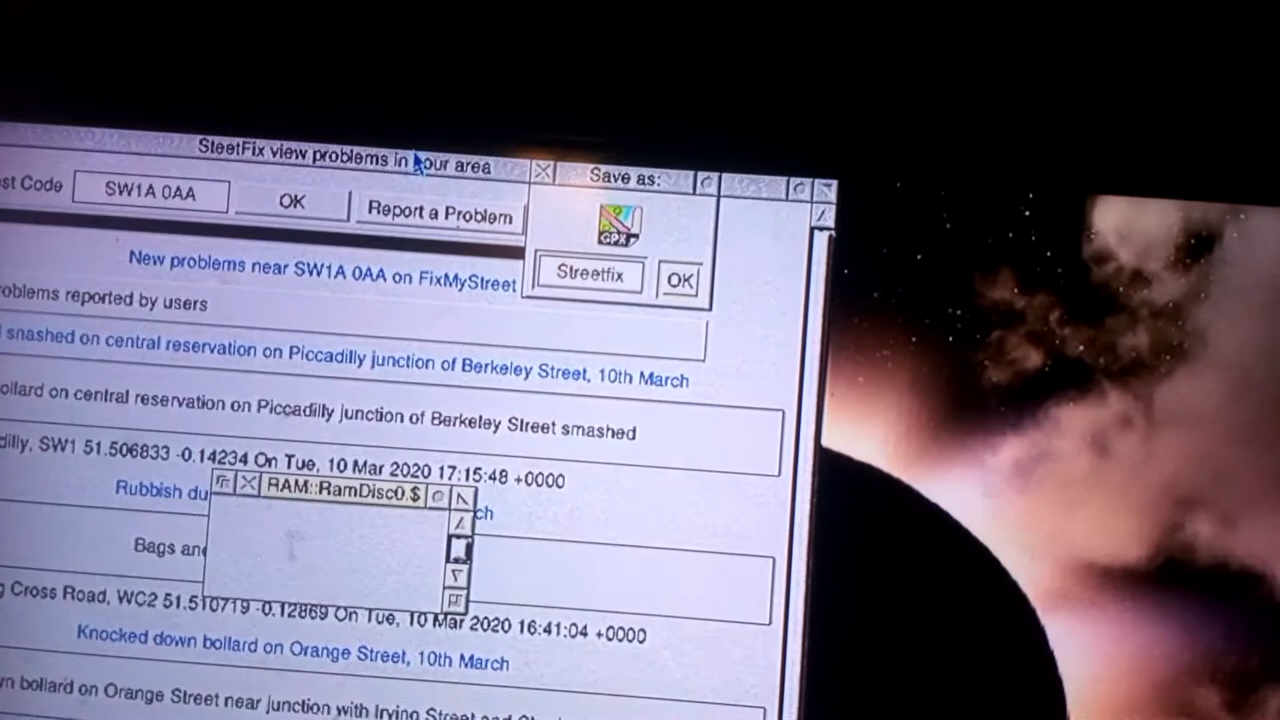 SteetFix view problems in your area
Save as:
st Code
SW1A 0AA
OK
Report a Problem
GPX
Streetfix
OK
New problems near SW1A 0AA on FixMyStreet
oblems reported by users
snashed on central reservation on Piccadilly junction of Berkeley Street, 10th March
ollard on central reservation on Piccadilly junction of Berkeley Street smashed
dilly, SW1 51.506833 -0.14234 On Tue, 10 Mar 2020 17:15:48 +0000
RAM::RamDisc0.$
Rubbish du
ch
Bags an
g Cross Road, WC2 51.510719 -0.12869 On Tue, 10 Mar 2020 16:41:04 +0000
Knocked down bollard on Orange Street, 10th March
wn bollard on Orange Street near junction with Irving Street and